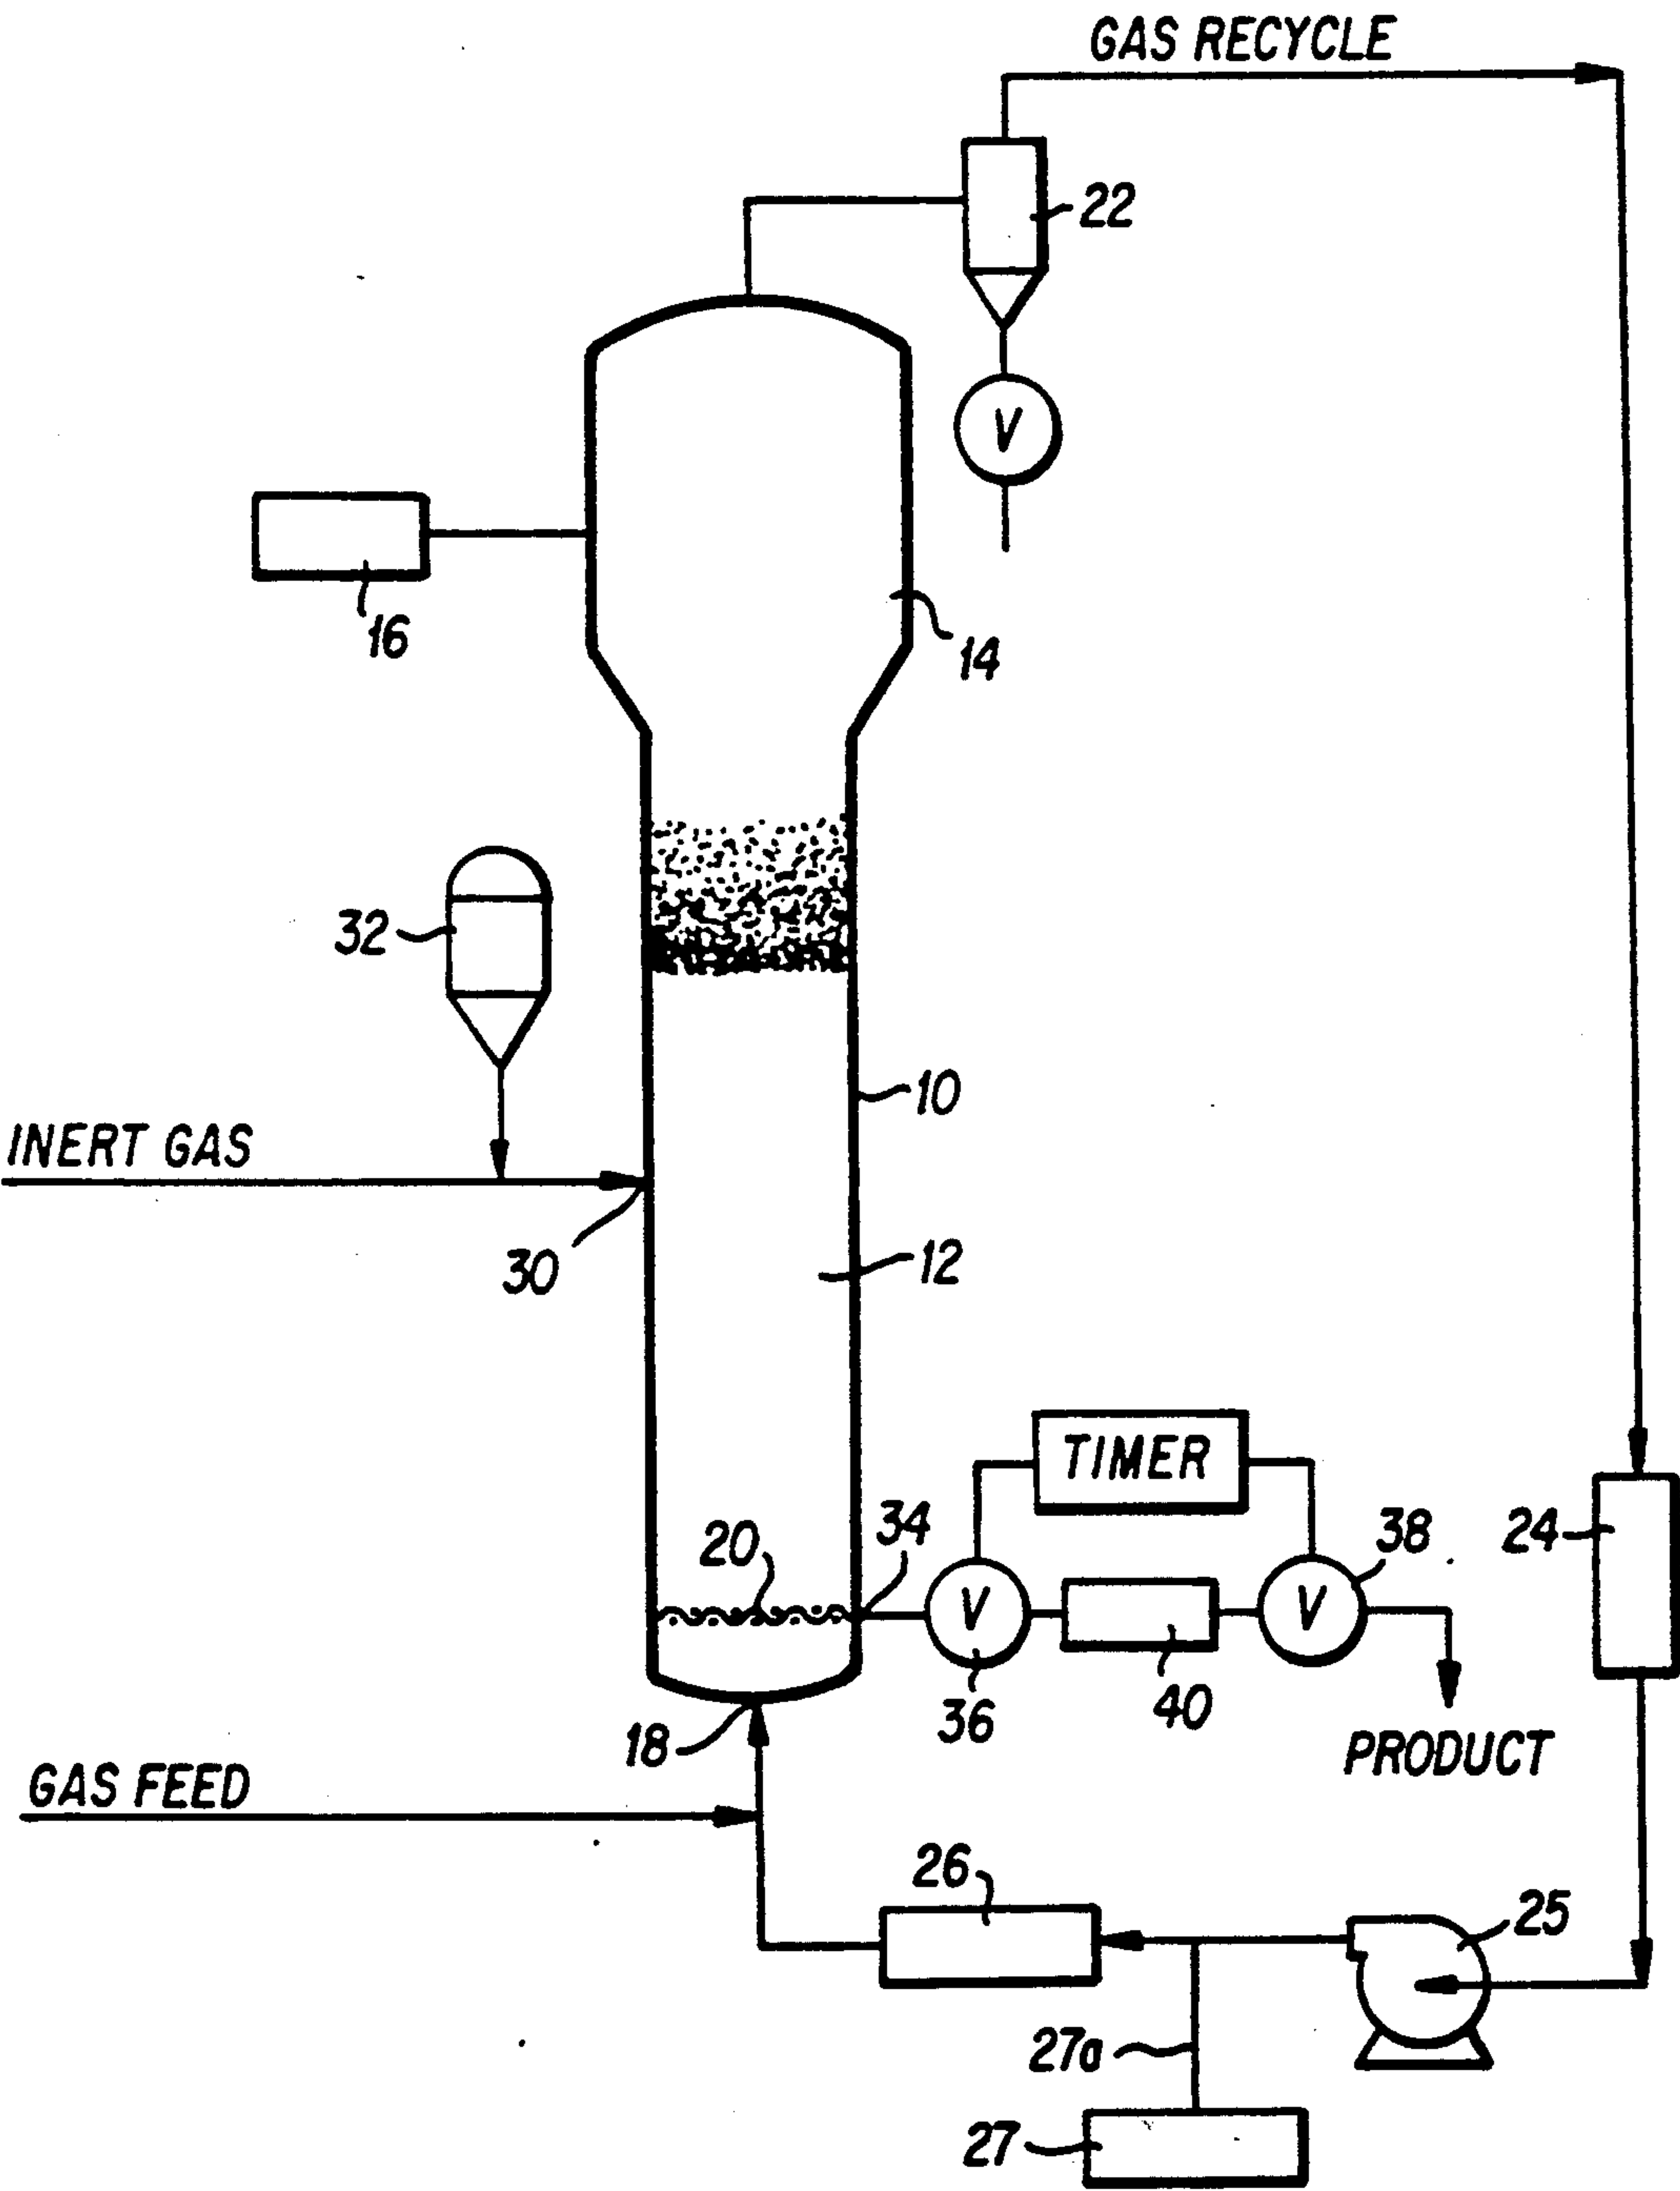 GAS RECYCLE
22
V
16
14
32
10
INERT GAS
30
12
TIMER
34
38
24
20
V
V
36
40
18
PRODUCT
GAS FEED
26
25
27a
27